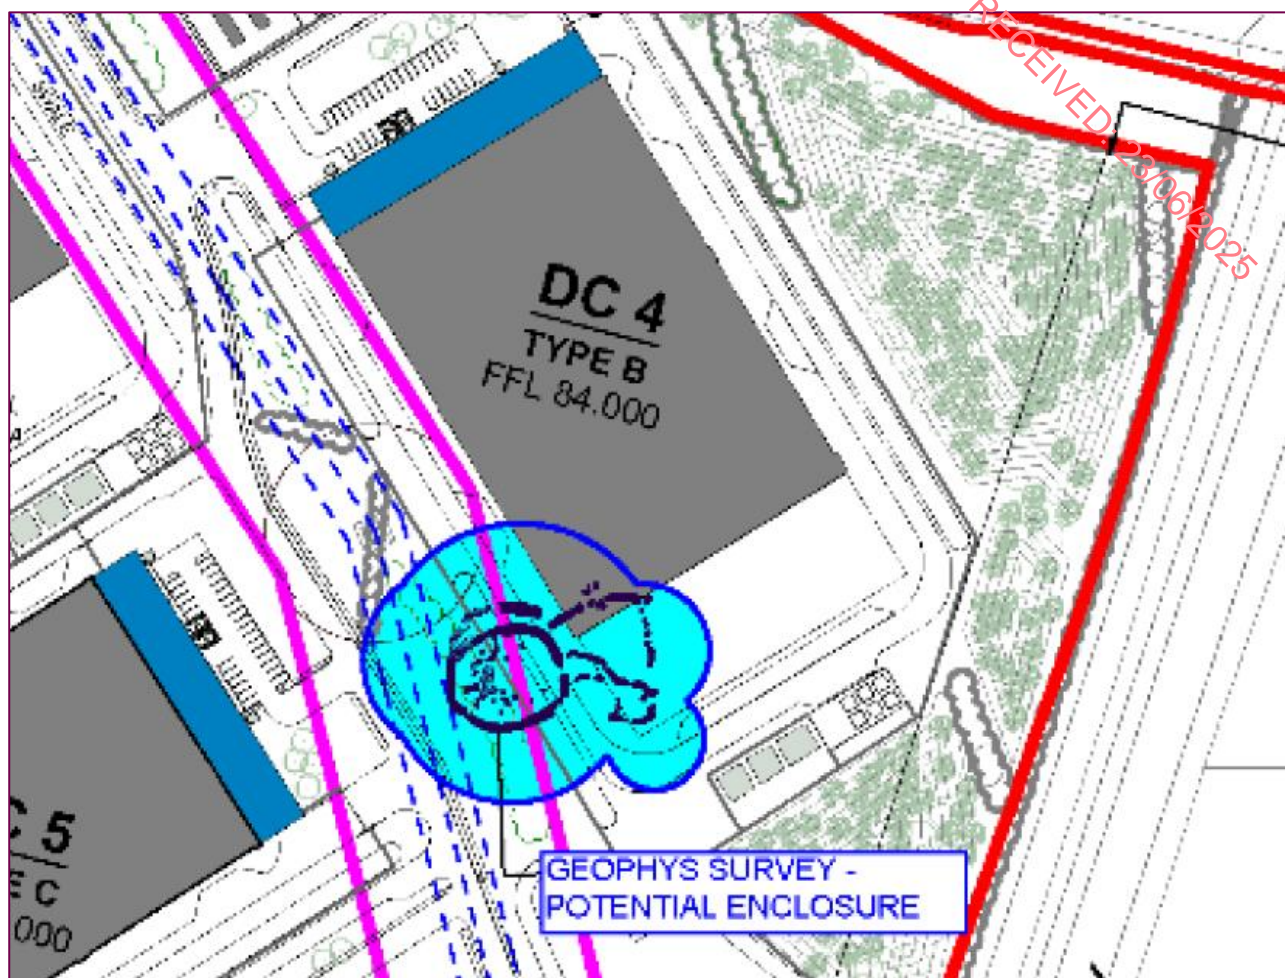 RECEIVED: 23/06/2025
DC 4
TYPE B
FFL 84.000
C 5
E C
000
GEOPHYS SURVEY -
POTENTIAL ENCLOSURE